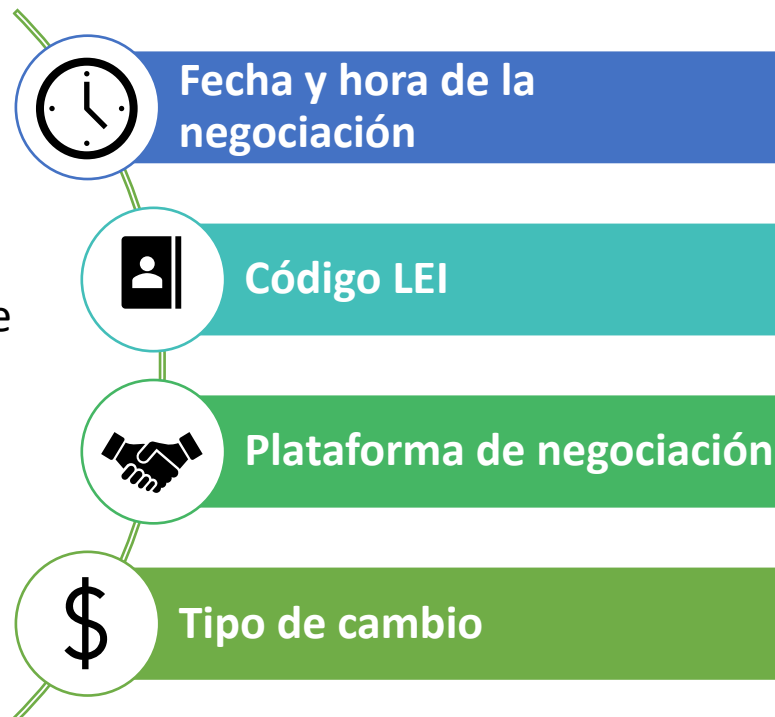 Fecha y hora de la
negociación
Código LEI
e
Plataforma de negociación
$
Tipo de cambio